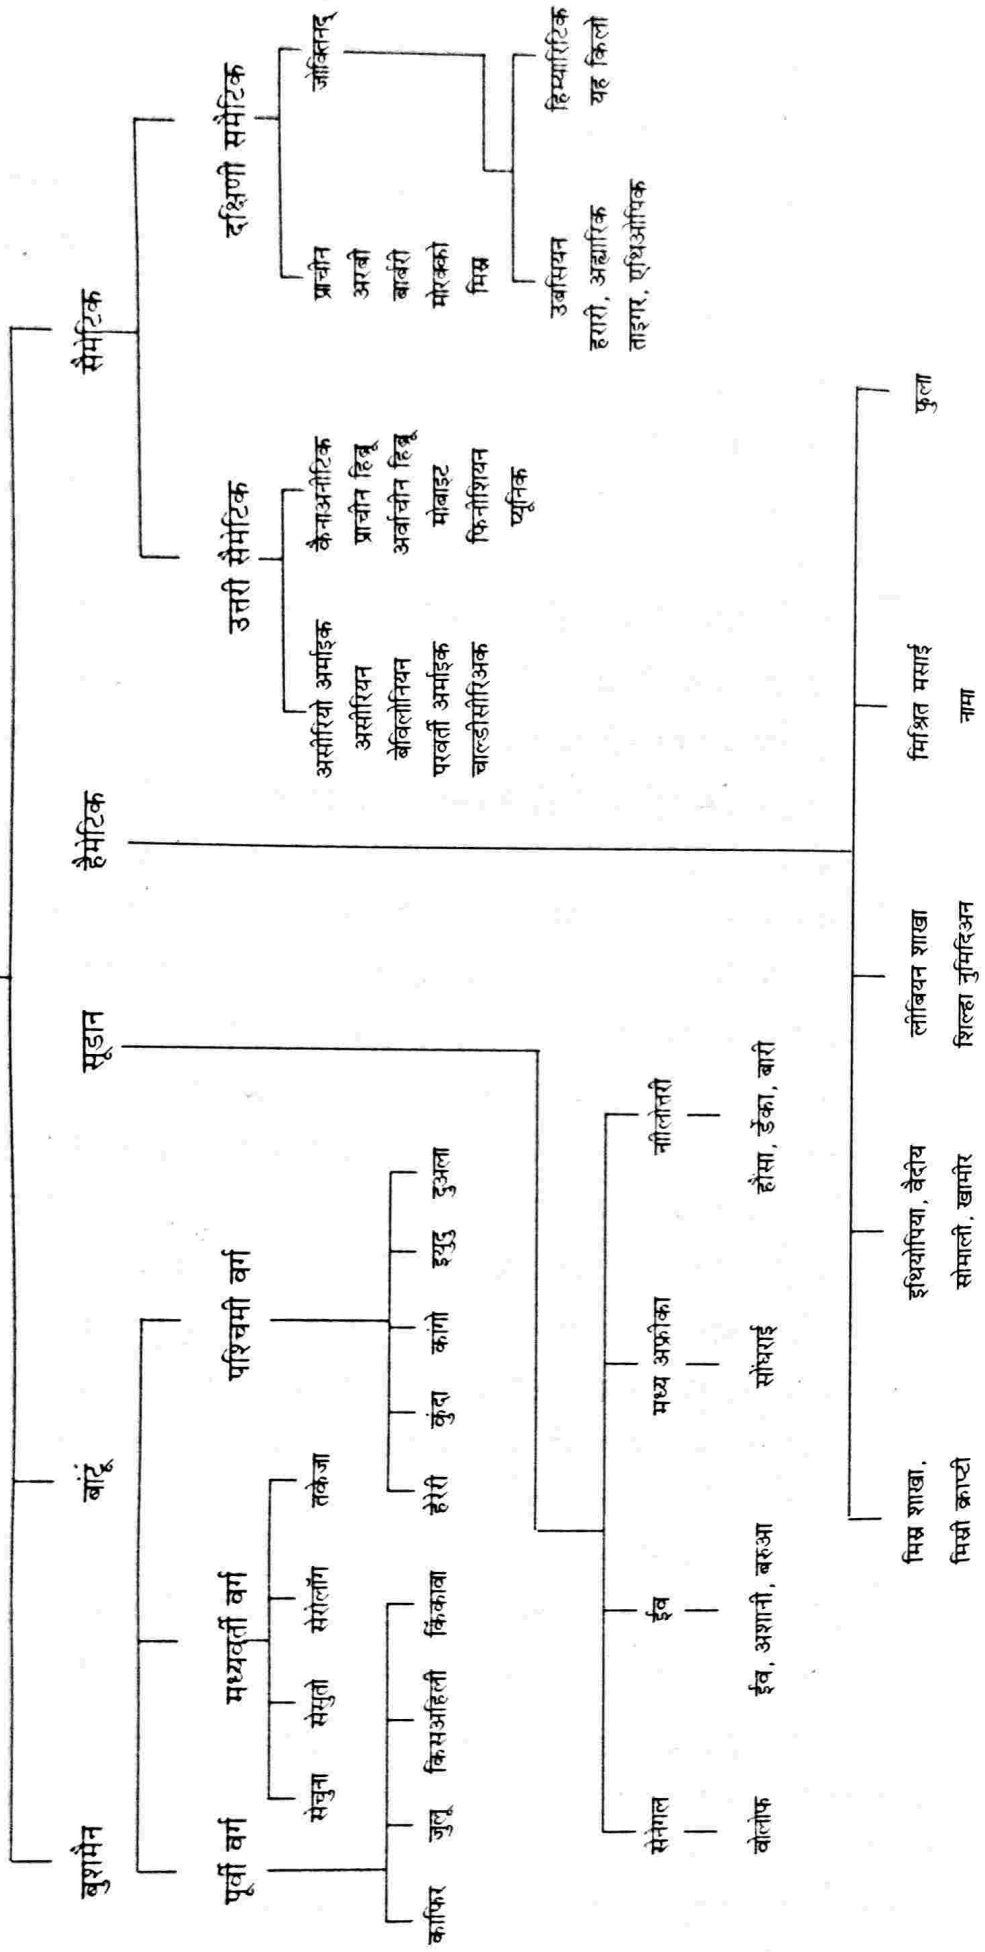 बुशमैन
बांटू
सूडान
हैमेटिक
सैमेटिक
पूर्वी वर्ग
मध्यवर्ती वर्ग
पश्चिमी वर्ग
काफिर
जुलू
किसअहिली
किंकावा
सेचुना
सेसुतो
सेरोलॉग
तकेजा
हेरेरो
कुंदा
कांगो
इयुदु
दुअला
सेनेगल
ईव
मध्य अफ्रीका
नीलोत्तरी
वोलोफ
ईव, अशानी, बरुआ
सोंघराई
हौंसा, डेंका, बारी
मिस्र शाखा,
मिस्री क्राप्टी
इथियोपिया, वैदीय
सोमाली, खामीर
लीबियन शाखा
शिल्हा नुमिदिअन
मिश्रित मसाई
नामा
फुला
उत्तरी सैमेटिक
दक्षिणी समैटिक
असीरियो अर्माइक
असीरियन
बेविलोनियन
परवर्ती अर्माइक
चाल्डीसीरिअक
कैनाअनीटिक
प्राचीन हिब्रू
अर्वाचीन हिब्रू
मोबाइट
फिनीशियन
प्यूनिक
प्राचीन
अरबी
बार्बरी
मोरक्को
मिस्र
जोक्तिनद्
उबसियन
हरारी, अह्मारिक
ताइगर, एथिओपिक
हिम्यारिटिक
यह किलो